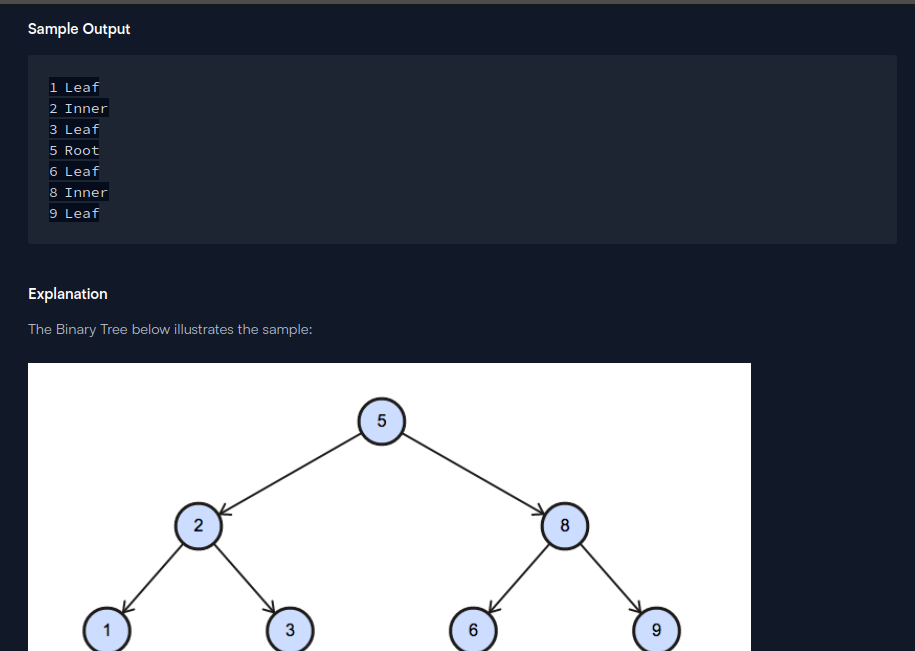 Sample Output
1 Leaf
2 Inner
3 Leaf
5 Root
6 Leaf
8 Inner
9 Leaf
Explanation
The Binary Tree below illustrates the sample:
5
2 8
1 3 6 9